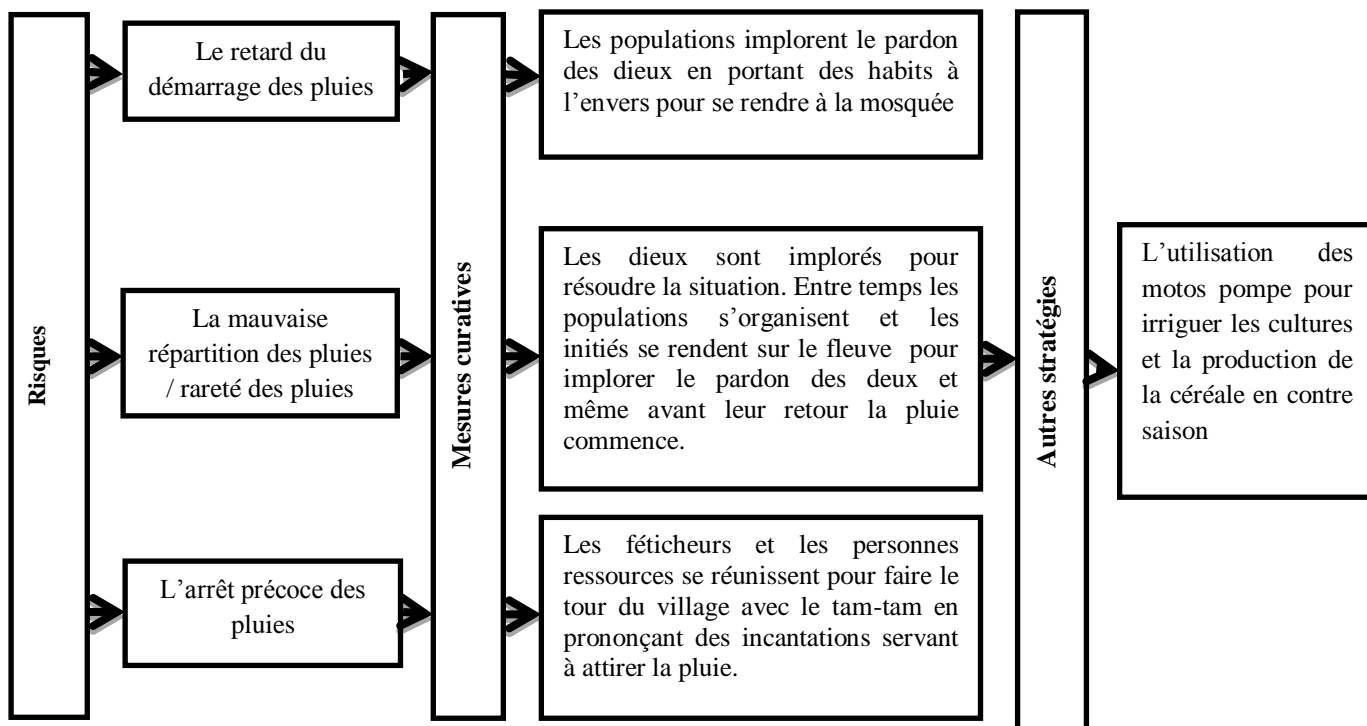 Risques
Le retard du
démarrage des pluies
La mauvaise
répartition des pluies
/ rareté des pluies
L’arrêt précoce des
pluies
Mesures curatives
Les populations implorent le pardon
des dieux en portant des habits à
l’envers pour se rendre à la mosquée
Les dieux sont implorés pour
résoudre la situation. Entre temps les
populations s’organisent et les
initiés se rendent sur le fleuve pour
implorer le pardon des deux et
même avant leur retour la pluie
commence.
Les féticheurs et les personnes
ressources se réunissent pour faire le
tour du village avec le tam-tam en
prononçant des incantations servant
à attirer la pluie.
Autres stratégies
L’utilisation des
motos pompe pour
irriguer les cultures
et la production de
la céréale en contre
saison